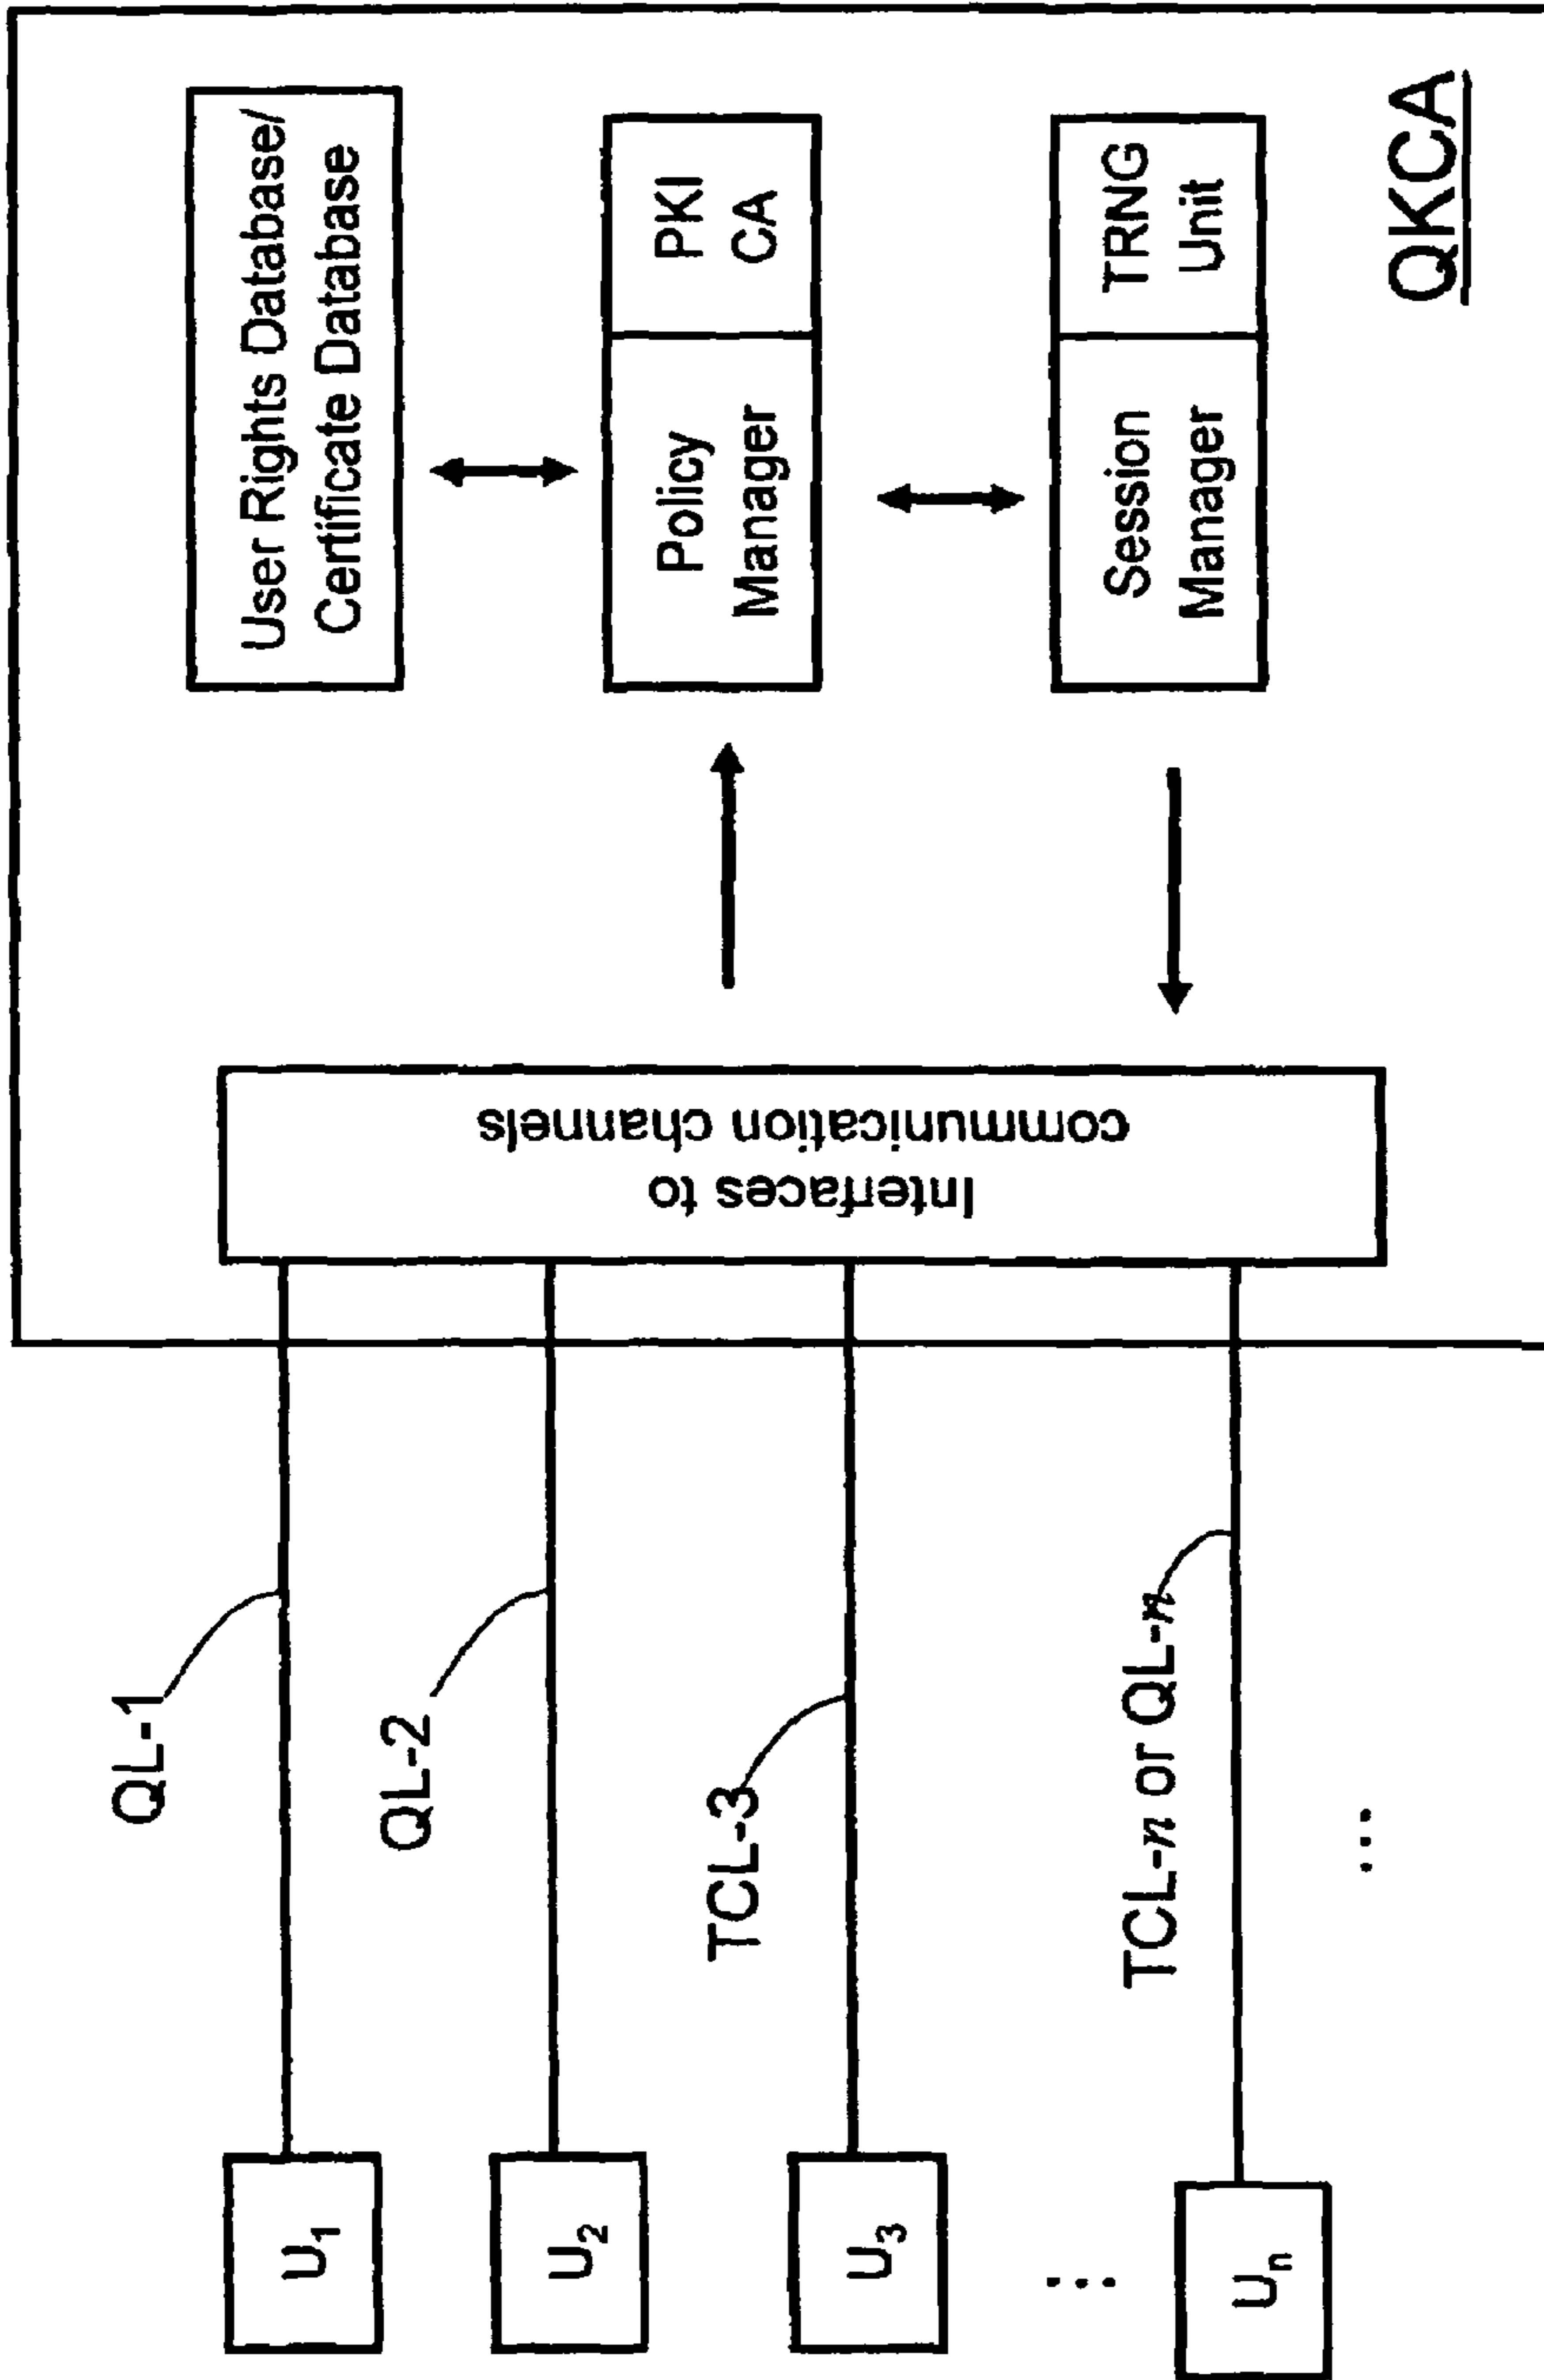 User Rights Database/
Certificate Database
QL-1
U1
Policy
Manager
PKI
CA
QL-2
U2
Interfaces to
communication channels
TCL-3
U3
Session
Manager
TRNG
Unit
TCL-n or QL-n
...
Un
...
QKCA